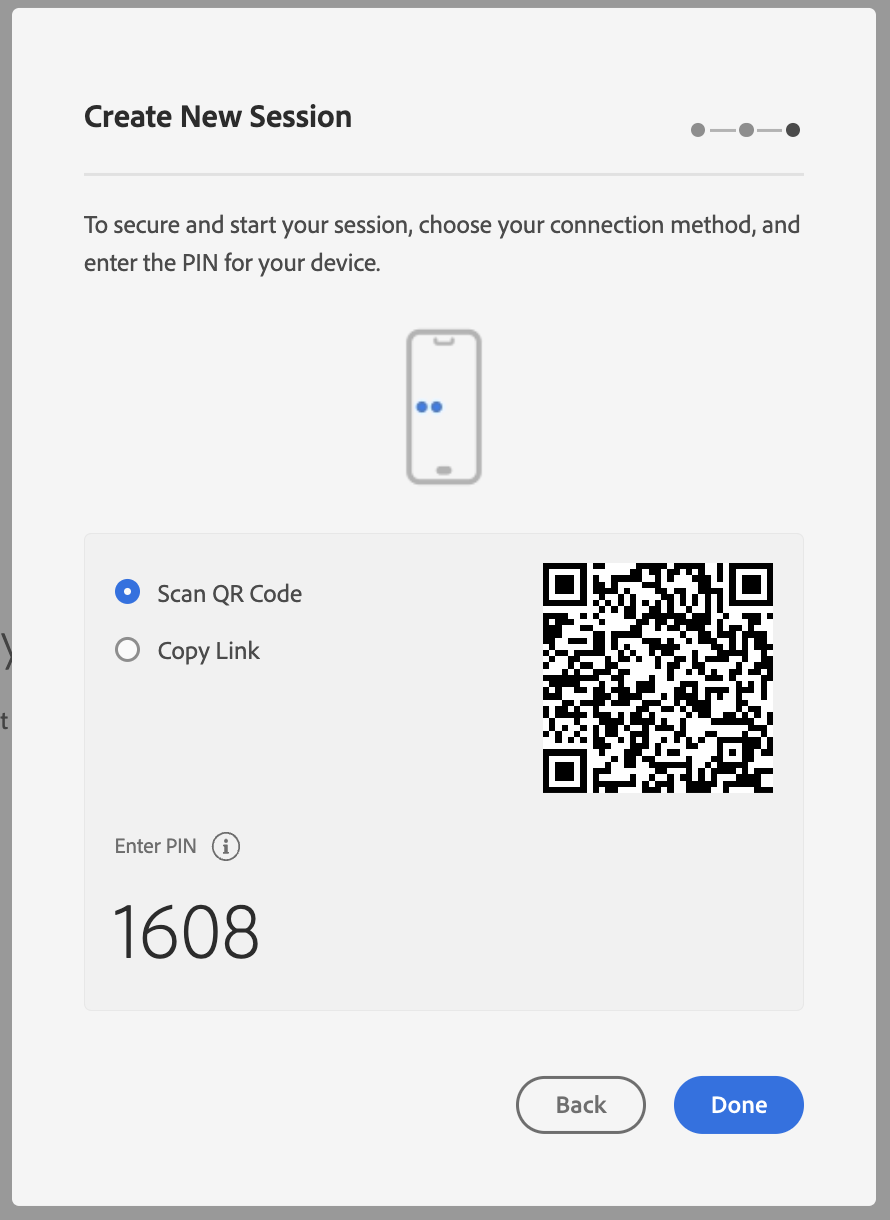 Create New Session
To secure and start your session, choose your connection method, and
enter the PIN for your device.
Scan QR Code
Copy Link
t
Enter PIN
1608
Back
Done